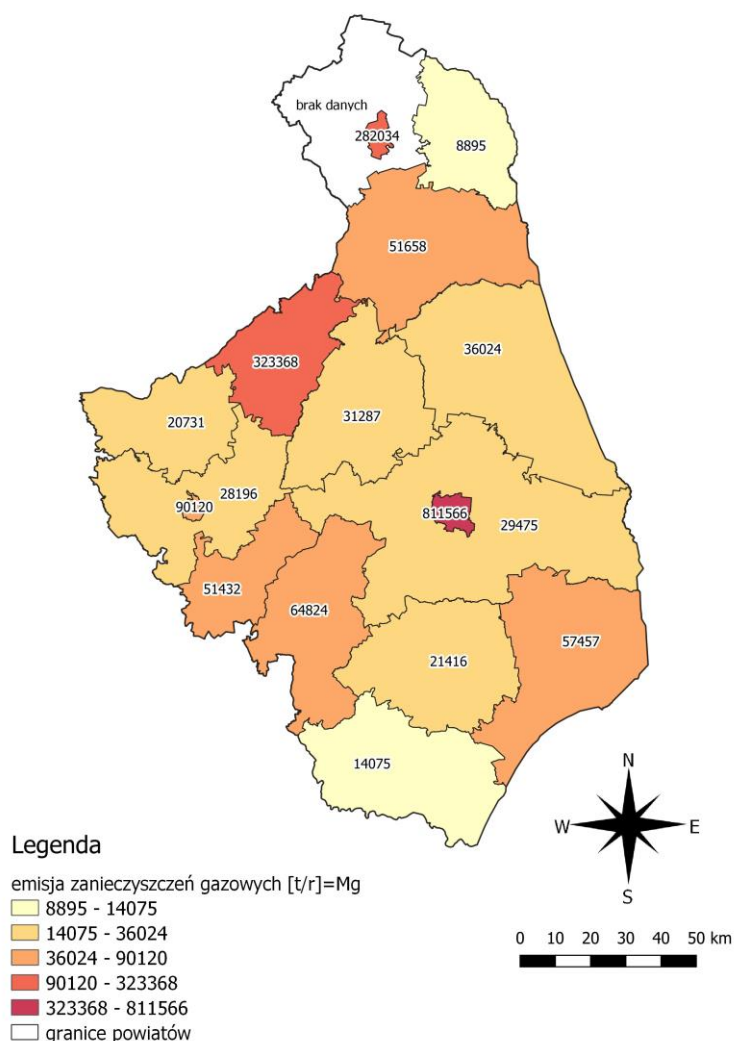 brak danych
282034
8895
51658
36024
323368
31287
20731
28196
90120
811566
29475
51432
64824
57457
21416
14075
N
W
E
S
Legenda
emisja zanieczyszczeń gazowych [t/r]=Mg
8895 - 14075
14075 - 36024
36024 - 90120
90120 - 323368
323368 - 811566
granice powiatów
0 10 20 30 40 50 km